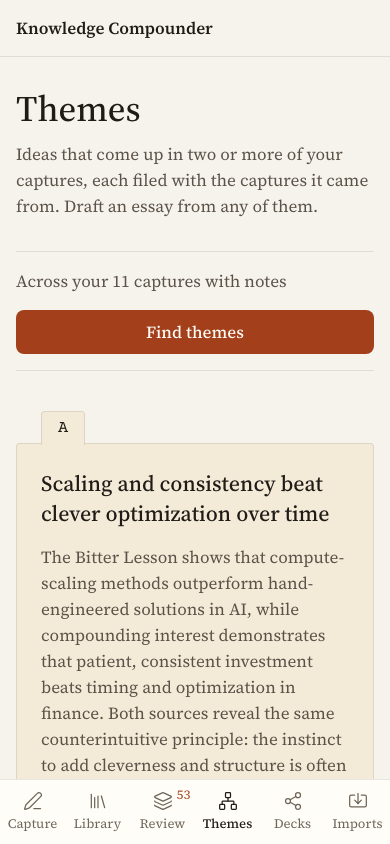 Knowledge Compounder
Themes
Ideas that come up in two or more of your
captures, each filed with the captures it came
from. Draft an essay from any of them.
Across your 11 captures with notes
Find themes
A
Scaling and consistency beat
clever optimization over time
The Bitter Lesson shows that compute-
scaling methods outperform hand-
engineered solutions in AI, while
compounding interest demonstrates
that patient, consistent investment
beats timing and optimization in
finance. Both sources reveal the same
counterintuitive principle: the instinct
to add cleverness and structure is often
53
Capture Library Review Themes Decks Imports